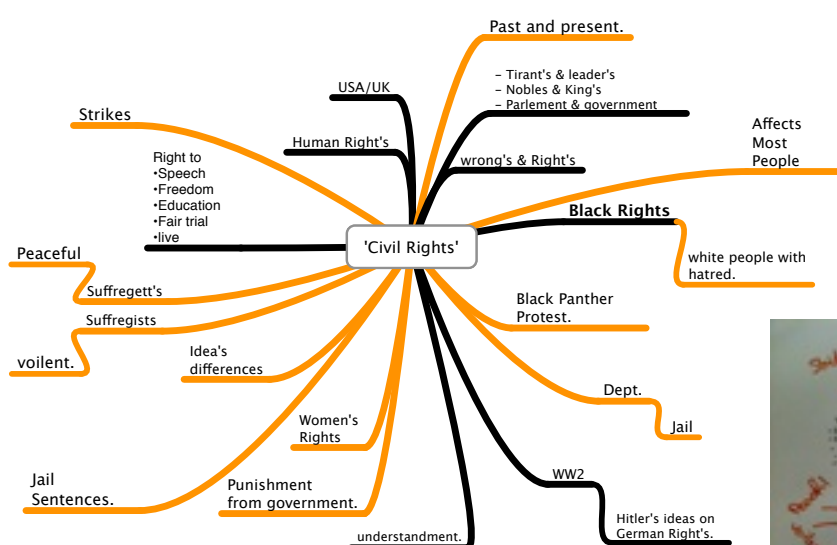 Past and present.
USA/UK
– Tirant's & leader's
– Nobles & King's
– Parlement & government
Strikes
Human Right's
wrong's & Right's
Affects
Most
People
Right to
•Speech
•Freedom
•Education
•Fair trial
•live
Black Rights
'Civil Rights'
white people with
hatred.
Peaceful
Suffregett's
Suffregists
voilent.
Black Panther
Protest.
Idea's
differences
Dept.
Jail
Women's
Rights
Jail
Sentences.
Punishment
from government.
WW2
Hitler's ideas on
German Right's.
understandment.